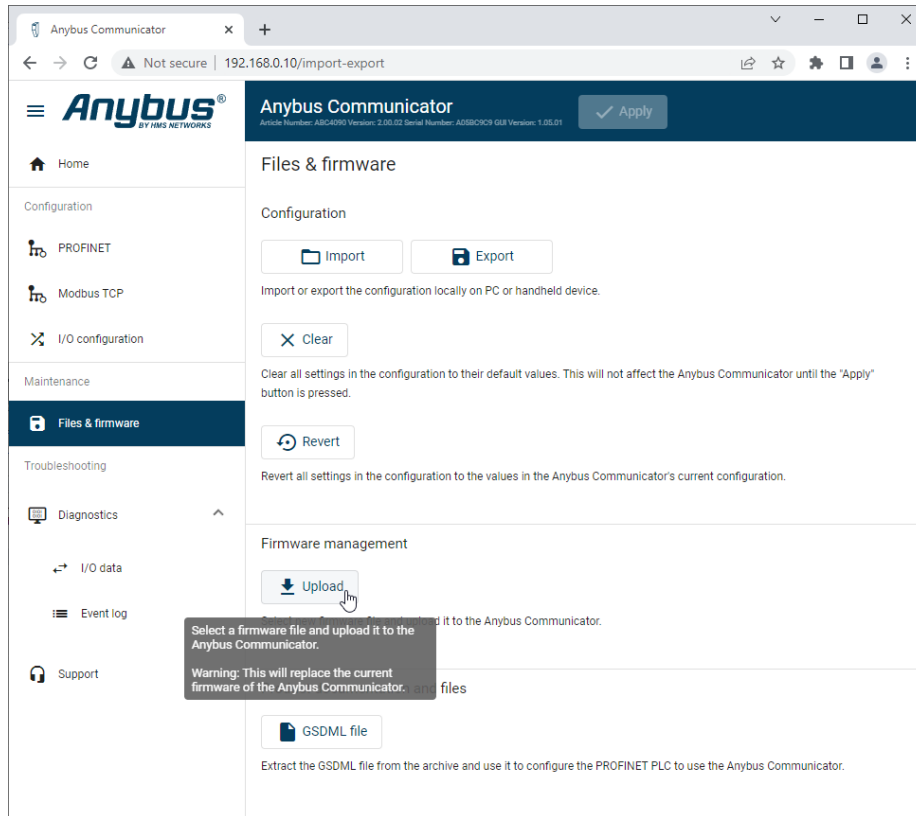 Anybus Communicator
Not secure
192.168.0.10/import-export
Anybus®
BY HMS NETWORKS
Anybus Communicator
Article Number: ABC4090 Version: 2.00.02 Serial Number: A05BC9C9 GUI Version: 1.05.01
Apply
Home
Configuration
PROFINET
Modbus TCP
I/O configuration
Maintenance
Files & firmware
Troubleshooting
Diagnostics
I/O data
Event log
Support
Files & firmware
Configuration
Import
Export
Import or export the configuration locally on PC or handheld device.
Clear
Clear all settings in the configuration to their default values. This will not affect the Anybus Communicator until the "Apply"
button is pressed.
Revert
Revert all settings in the configuration to the values in the Anybus Communicator's current configuration.
Firmware management
Upload
Select new firmware file and upload it to the Anybus Communicator.
Select a firmware file and upload it to the
Anybus Communicator.
Warning: This will replace the current
firmware of the Anybus Communicator.
and files
GSDML file
Extract the GSDML file from the archive and use it to configure the PROFINET PLC to use the Anybus Communicator.